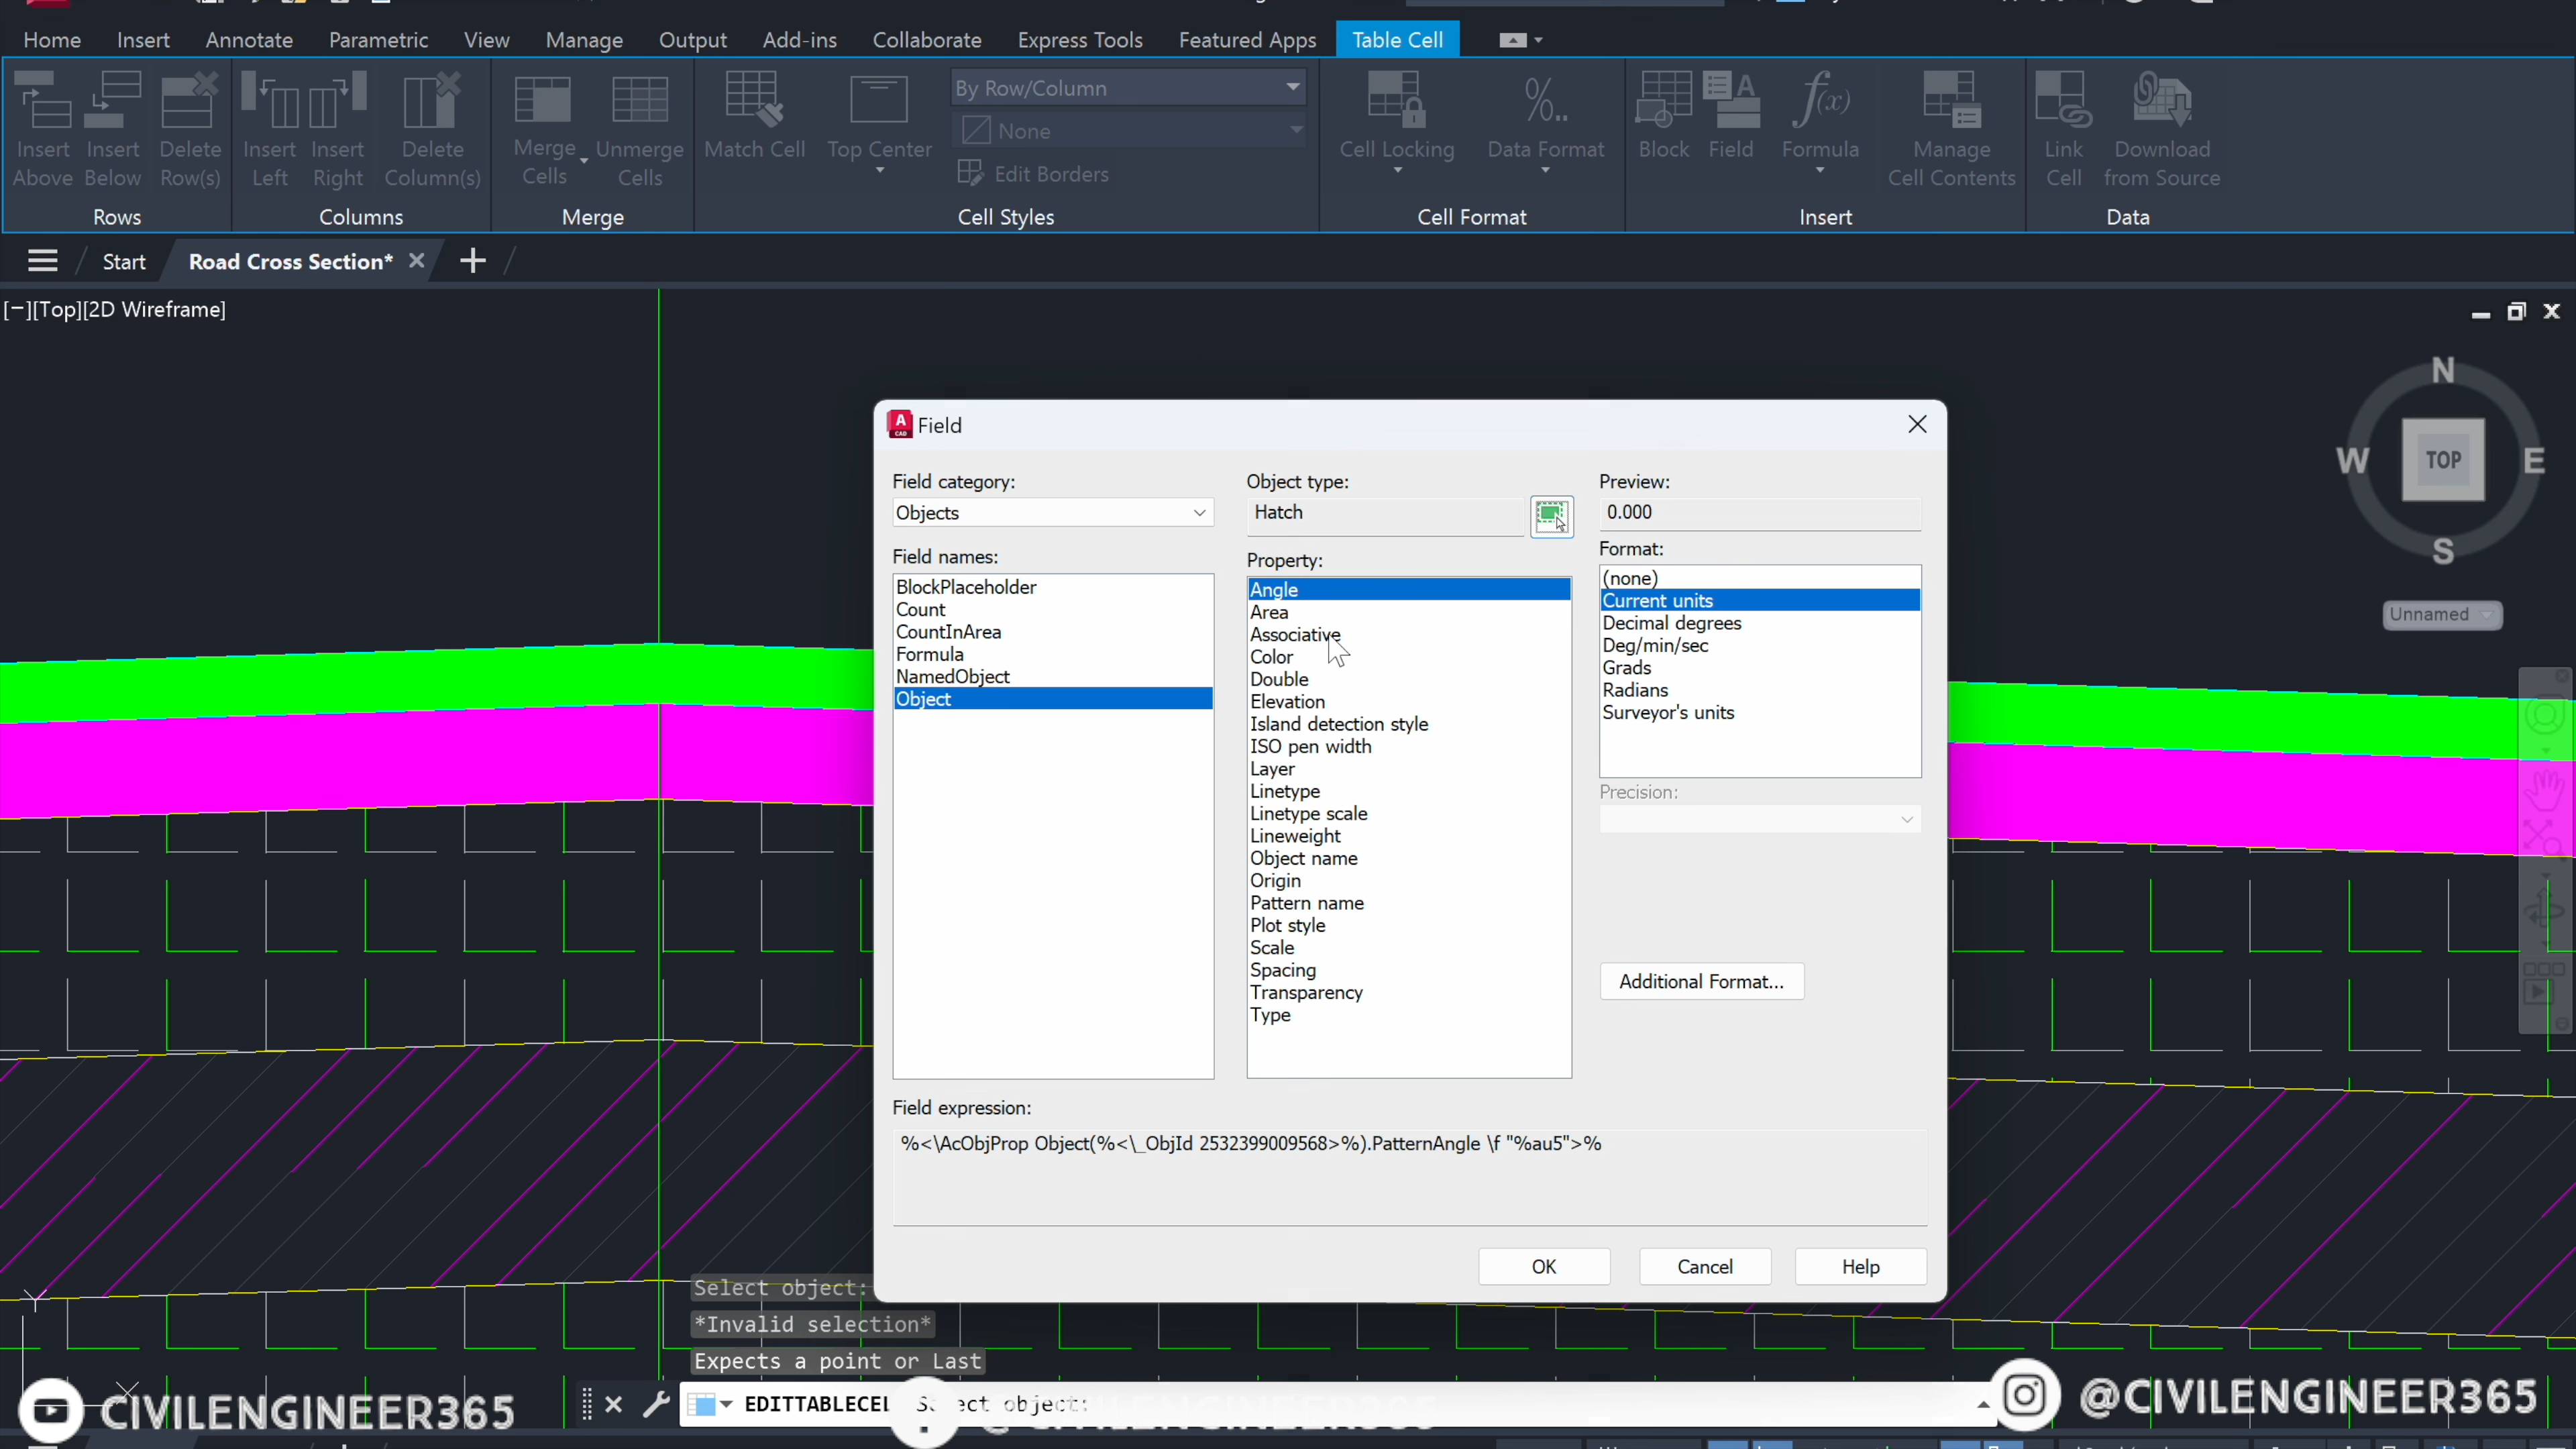 Home Insert Annotate Parametric View Manage Output Add-ins Collaborate Express Tools Featured Apps Table Cell
Insert Above
Insert Below
Delete Row(s)
Rows
Insert Left
Insert Right
Delete Column(s)
Columns
Merge Cells
Unmerge Cells
Merge
Match Cell
Top Center
By Row/Column
None
Edit Borders
Cell Styles
Cell Locking
Data Format
Cell Format
Block
Field
Formula
Manage Cell Contents
Insert
Link Cell
Download from Source
Data
Start
Road Cross Section*
[−][Top][2D Wireframe]
N
W
TOP
E
S
Unnamed
Field
Field category:
Objects
Field names:
BlockPlaceholder
Count
CountInArea
Formula
NamedObject
Object
Object type:
Hatch
Property:
Angle
Area
Associative
Color
Double
Elevation
Island detection style
ISO pen width
Layer
Linetype
Linetype scale
Lineweight
Object name
Origin
Pattern name
Plot style
Scale
Spacing
Transparency
Type
Preview:
0.000
Format:
(none)
Current units
Decimal degrees
Deg/min/sec
Grads
Radians
Surveyor's units
Precision:
Additional Format...
Field expression:
%<\AcObjProp Object(%<\_ObjId 2532399009568>%).PatternAngle \f "%au5">%
OK
Cancel
Help
Select object:
*Invalid selection*
Expects a point or Last
EDITTABLECEL object:
CIVILENGINEER365
@CIVILENGINEER365